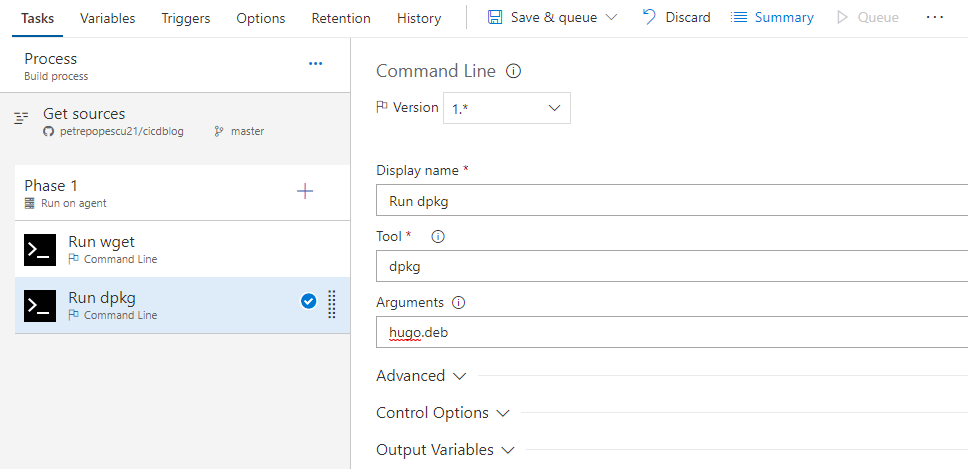 Tasks Variables Triggers Options Retention History Save & queue Discard Summary Queue ...
Process ...
Build process
Get sources
petrepopescu21/cicdblog master
Phase 1
Run on agent
Run wget
Command Line
Run dpkg
Command Line
Command Line
Version 1.*
Display name *
Run dpkg
Tool *
dpkg
Arguments
hugo.deb
Advanced
Control Options
Output Variables